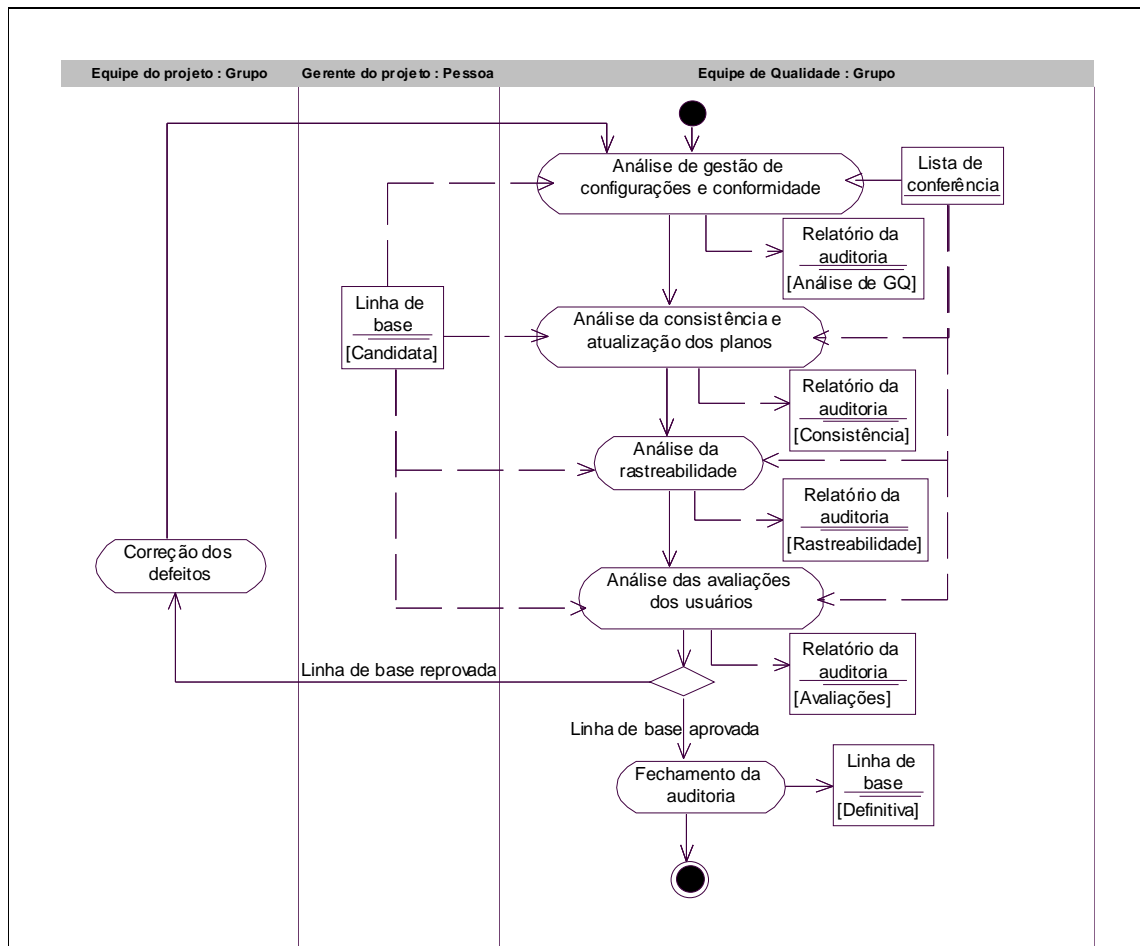 Equipe do projeto : Grupo
Gerente do projeto : Pessoa
Equipe de Qualidade : Grupo
Análise de gestão de
configurações e conformidade
Lista de
conferência
Relatório da
auditoria
[Análise de GQ]
Linha de
base
[Candidata]
Análise da consistência e
atualização dos planos
Relatório da
auditoria
[Consistência]
Análise da
rastreabilidade
Relatório da
auditoria
[Rastreabilidade]
Correção dos
defeitos
Análise das avaliações
dos usuários
Relatório da
auditoria
[Avaliações]
Linha de base reprovada
Linha de base aprovada
Fechamento da
auditoria
Linha de
base
[Definitiva]